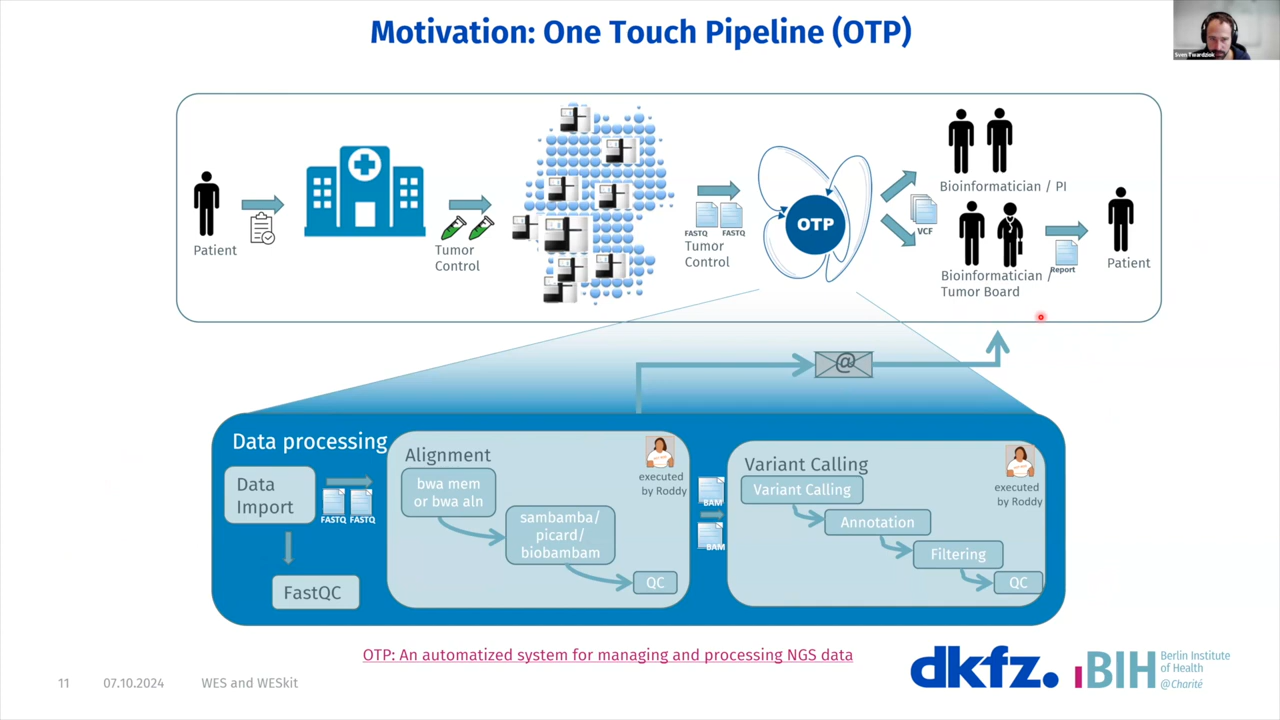 Motivation: One Touch Pipeline (OTP)
Sven Twardziok
Patient
Tumor
Control
FASTQ FASTQ
Tumor
Control
OTP
VCF
Bioinformatician / PI
Bioinformatician /
Tumor Board
Report
Patient
@
Data processing
Data
Import
FASTQ FASTQ
FastQC
Alignment
bwa mem
or bwa aln
sambamba/
picard/
biobambam
QC
executed
by Roddy
BAM
BAM
Variant Calling
Variant Calling
Annotation
Filtering
QC
executed
by Roddy
OTP: An automatized system for managing and processing NGS data
11 07.10.2024 WES and WESkit
dkfz.
BIH
Berlin Institute
of Health
@Charité